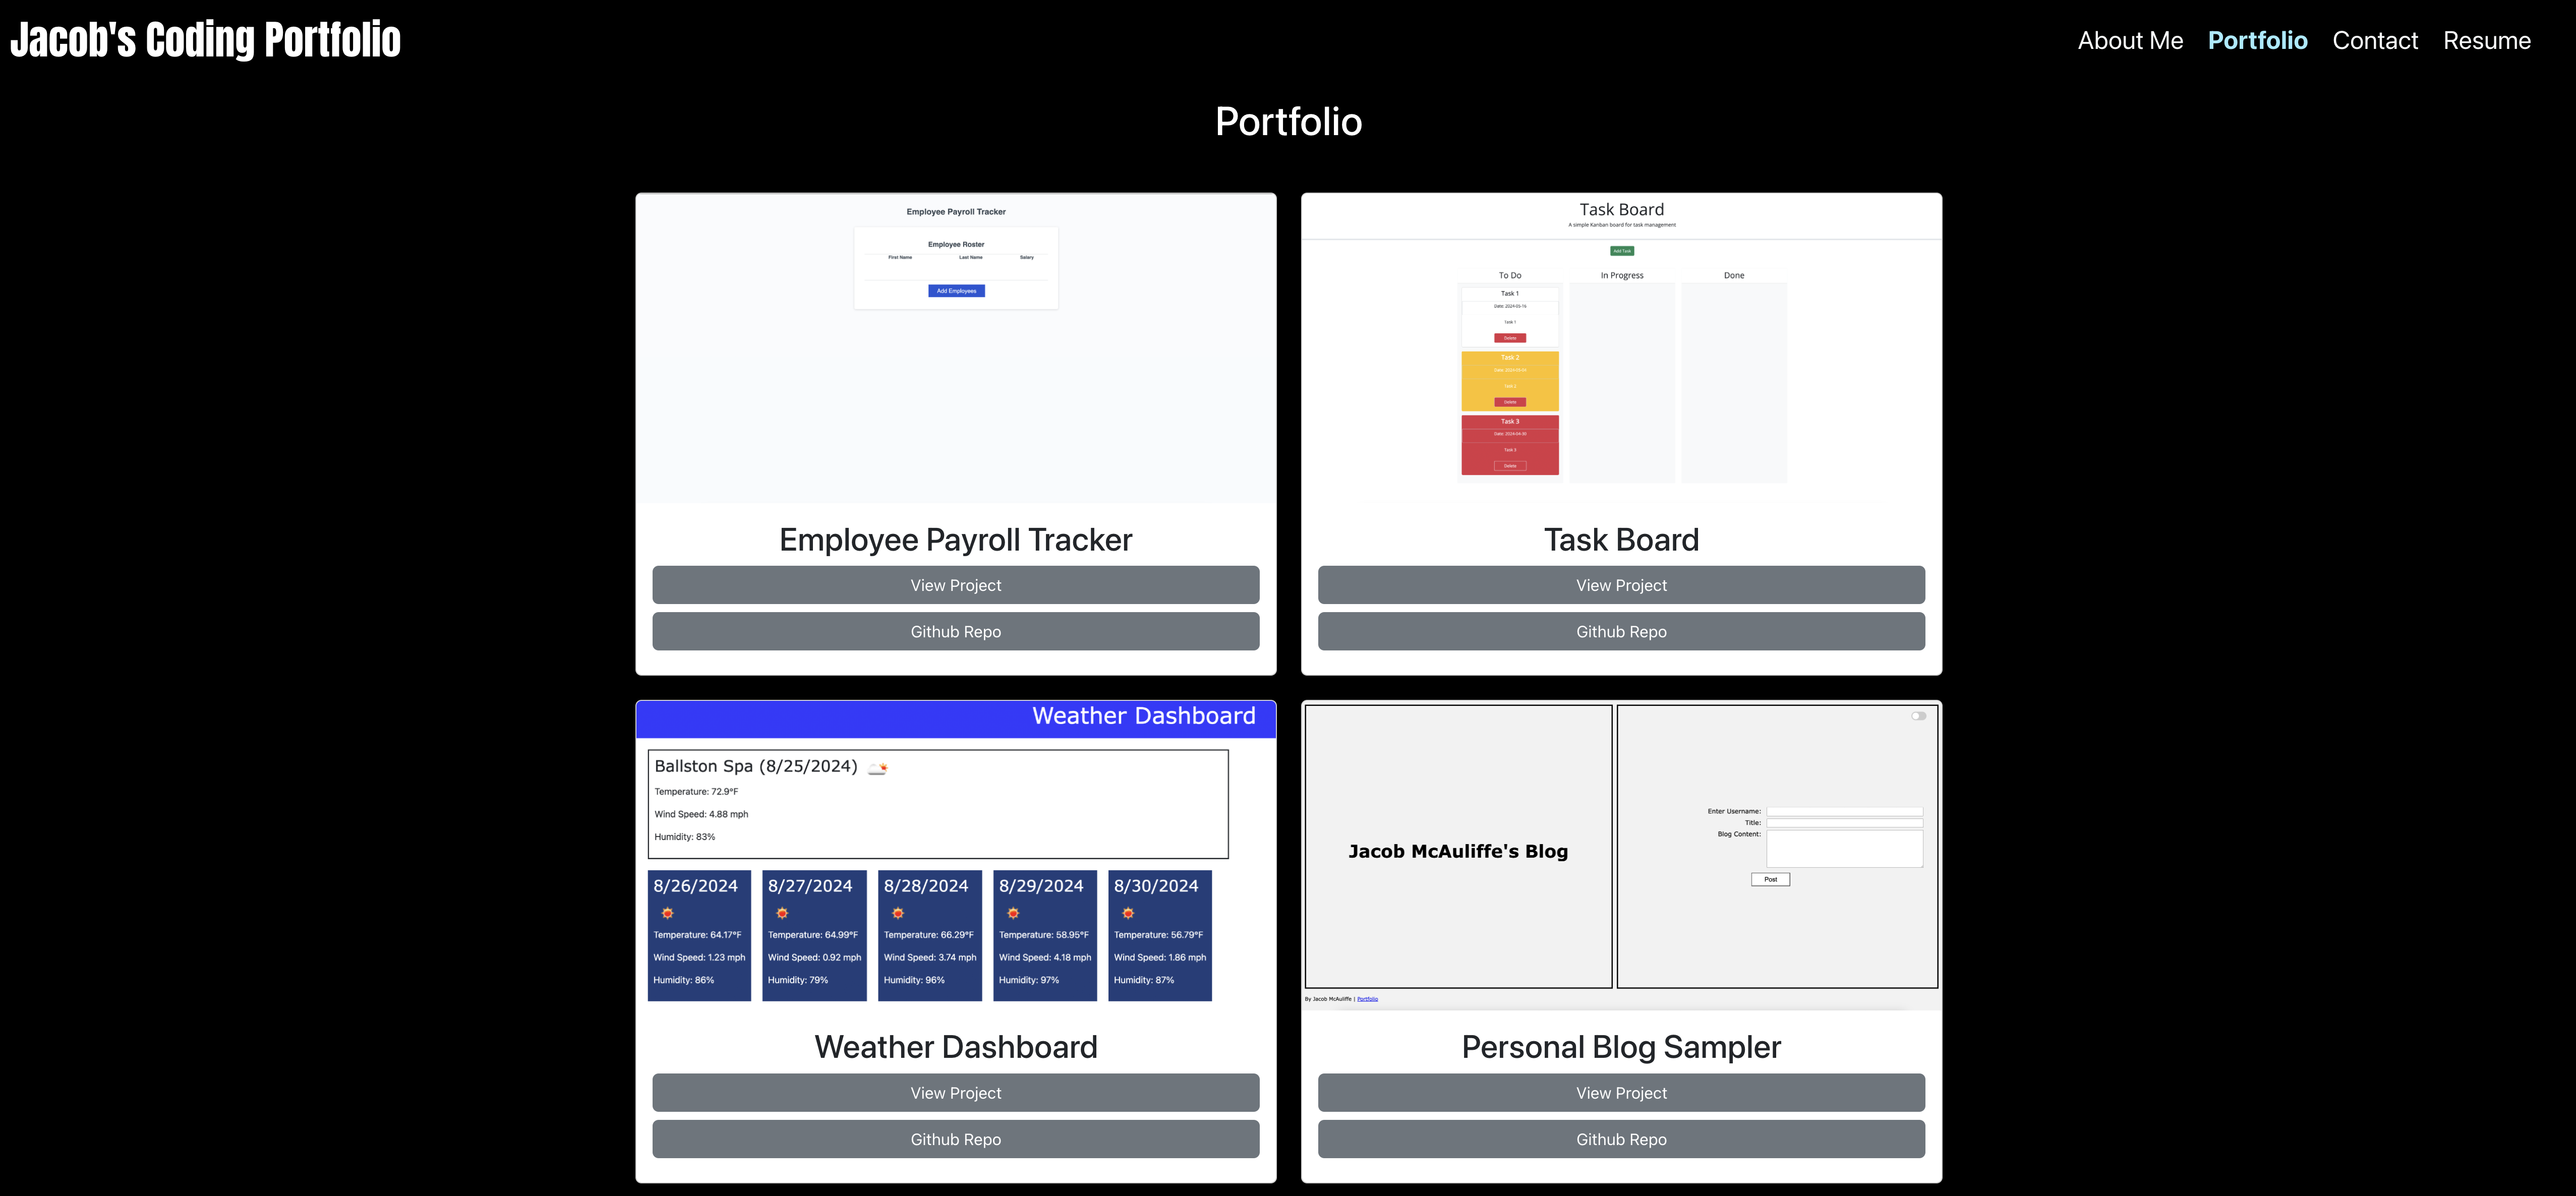 Jacob's Coding Portfolio
About Me Portfolio Contact Resume
Portfolio
Employee Payroll Tracker
Employee Roster
First Name Last Name Salary
Add Employees
Employee Payroll Tracker
View Project
Github Repo
Task Board
A simple Kanban board for task management
Add Task
To Do In Progress Done
Task 1
Date: 2024-03-16
Task 1
Delete
Task 2
Task 2
Delete
Task 3
Date: 2024-04-30
Task 3
Delete
Task Board
View Project
Github Repo
Weather Dashboard
Ballston Spa (8/25/2024)
Temperature: 72.9°F
Wind Speed: 4.88 mph
Humidity: 83%
8/26/2024 8/27/2024 8/28/2024 8/29/2024 8/30/2024
Temperature: 64.17°F Temperature: 64.99°F Temperature: 66.29°F Temperature: 58.95°F Temperature: 56.79°F
Wind Speed: 1.23 mph Wind Speed: 0.92 mph Wind Speed: 3.74 mph Wind Speed: 4.18 mph Wind Speed: 1.86 mph
Humidity: 86% Humidity: 79% Humidity: 96% Humidity: 97% Humidity: 87%
Weather Dashboard
View Project
Github Repo
Jacob McAuliffe's Blog
Enter Username:
Title:
Blog Content:
Post
By Jacob McAuliffe | Portfolio
Personal Blog Sampler
View Project
Github Repo